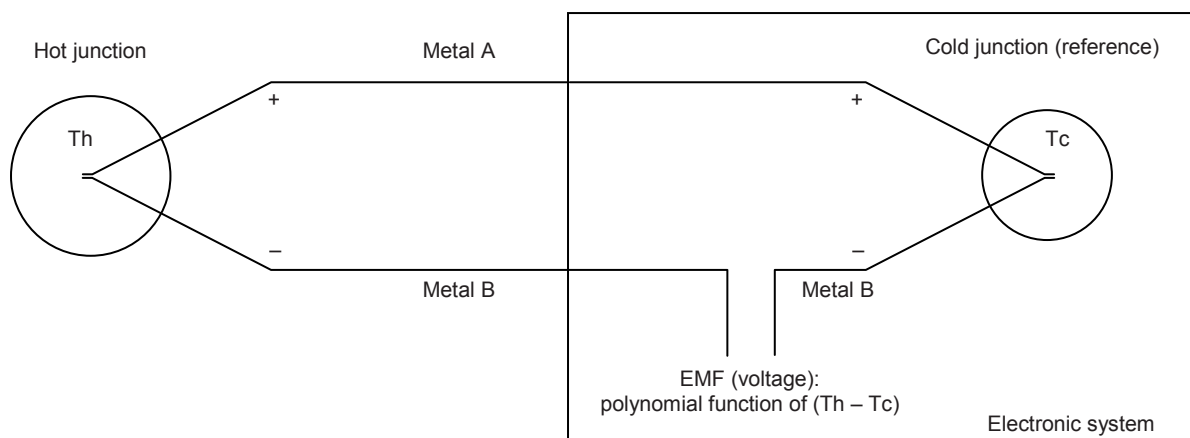 Hot junction
Metal A
Cold junction (reference)
+
+
Th
Tc
–
–
Metal B
Metal B
EMF (voltage):
polynomial function of (Th – Tc)
Electronic system